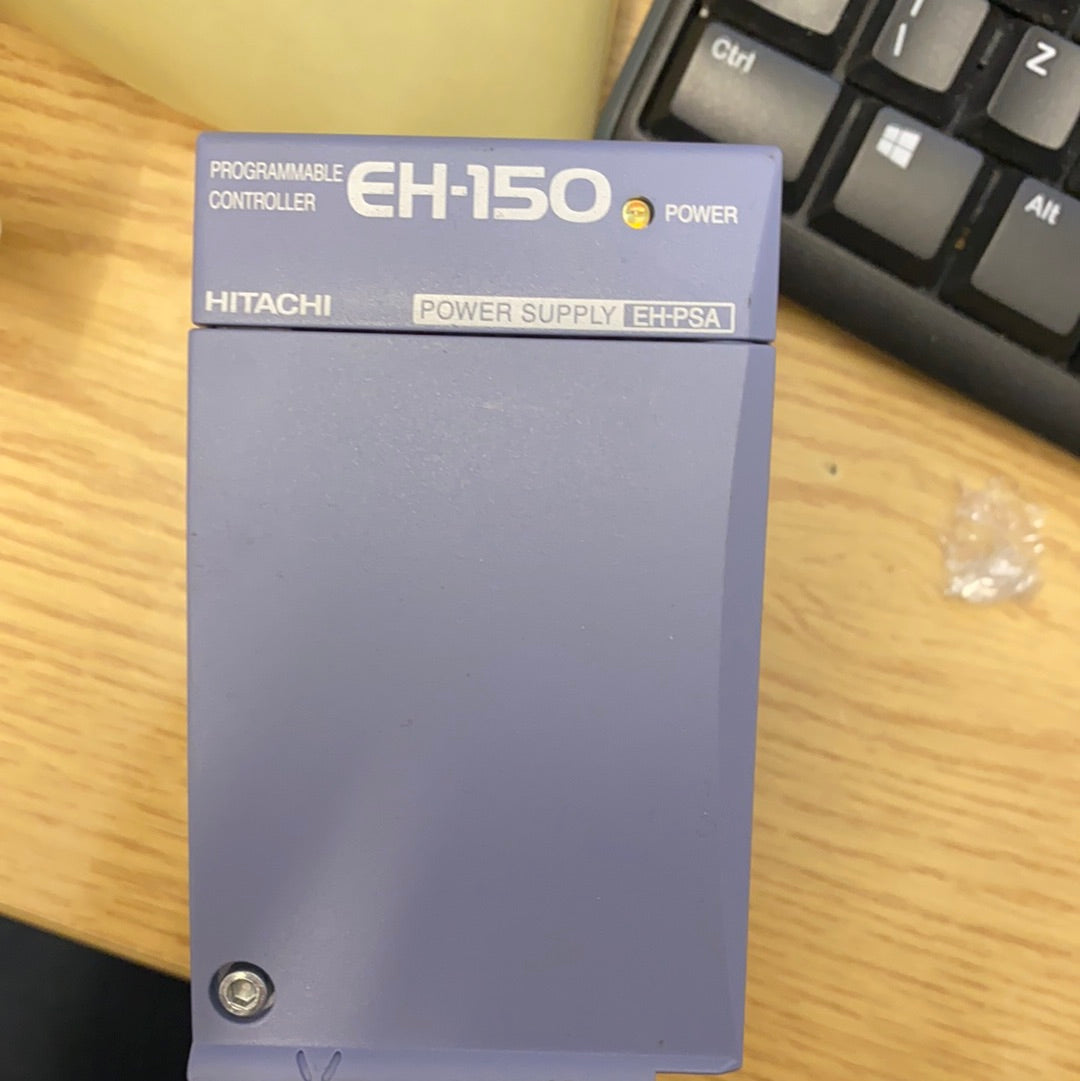 PROGRAMMABLE
CONTROLLER
EH-150
POWER
HITACHI
POWER SUPPLY EH-PSA
Ctrl
Z
Alt